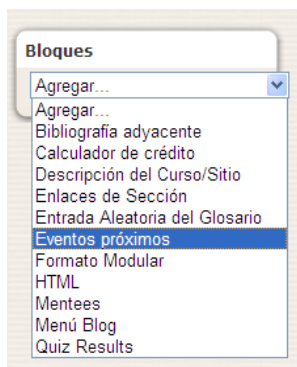 Bloques
Agregar...
Agregar...
Bibliografía adyacente
Calculador de crédito
Descripción del Curso/Sitio
Enlaces de Sección
Entrada Aleatoria del Glosario
Eventos próximos
Formato Modular
HTML
Mentees
Menú Blog
Quiz Results